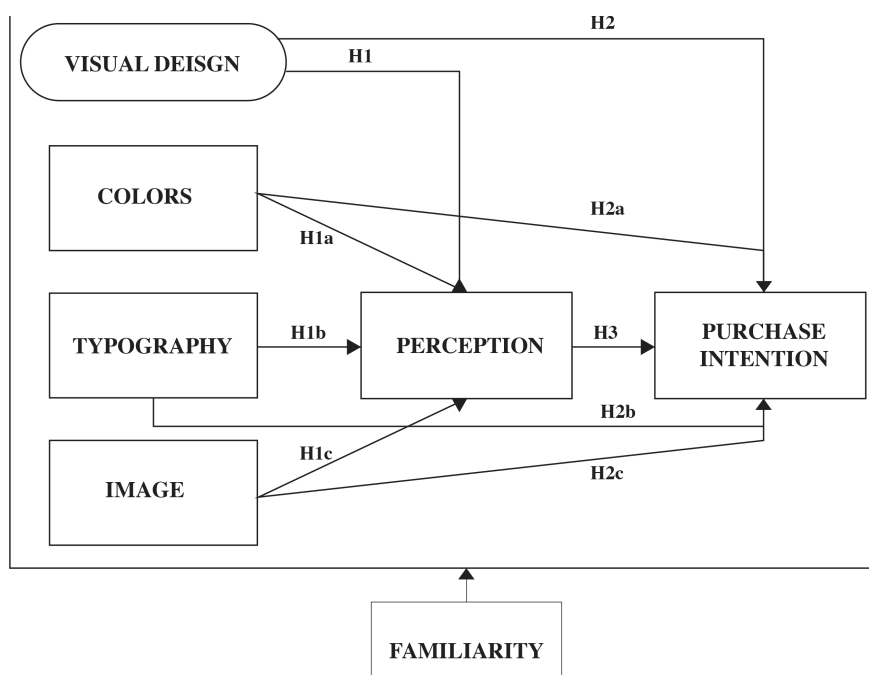 H2
VISUAL DEISGN
H1
COLORS
H2a
H1a
TYPOGRAPHY
H1b
PERCEPTION
H3
PURCHASE
INTENTION
H2b
H1c
IMAGE
H2c
FAMILIARITY